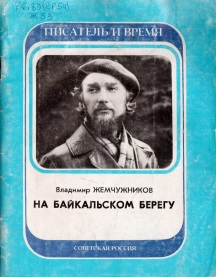 ПИСАТЕЛЬ И ВРЕМЯ
Владимир ЖЕМЧУЖНИКОВ
НА БАЙКАЛЬСКОМ БЕРЕГУ
СОВЕТСКАЯ РОССИЯ